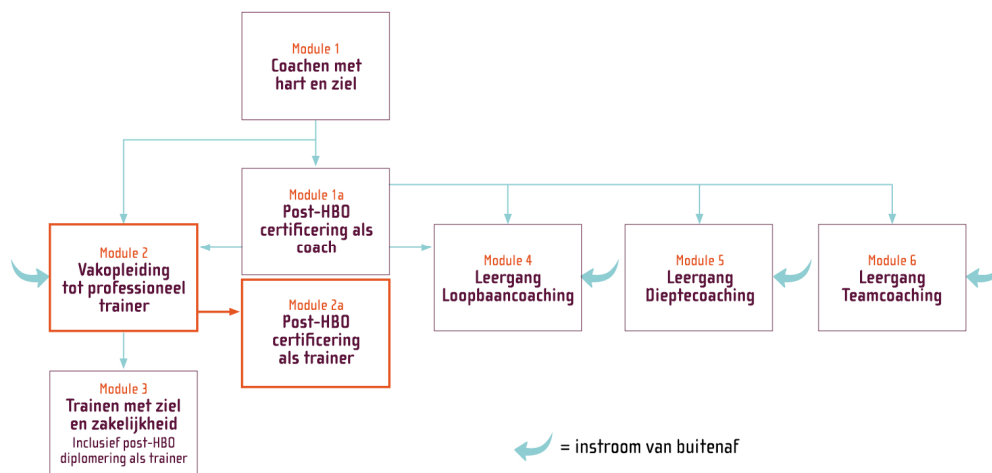 Module 1
Coachen met
hart en ziel
Module 1a
Post-HBO
certificering als
coach
Module 2
Vakopleiding
tot professioneel
trainer
Module 4
Leergang
Loopbaancoaching
Module 5
Leergang
Dieptecoaching
Module 6
Leergang
Teamcoaching
Module 2a
Post-HBO
certificering
als trainer
Module 3
Trainen met ziel
en zakelijkheid
Inclusief post-HBO
diplomering als trainer
= instroom van buitenaf